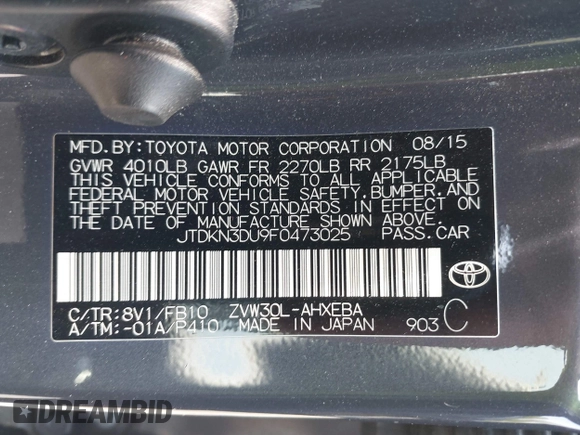 MFD.BY:TOYOTA MOTOR CORPORATION 08/15
GVWR 4010LB GAWR FR 2270LB RR 2175LB
THIS VEHICLE CONFORMS TO ALL APPLICABLE
FEDERAL MOTOR VEHICLE SAFETY, BUMPER, AND
THEFT PREVENTION STANDARDS IN EFFECT ON
THE DATE OF MANUFACTURE SHOWN ABOVE.
JTDKN3DU9F0473025 PASS.CAR
C/TR:8V1/FB10 ZVW30L-AHXEBA
A/TM:-01A/P410 MADE IN JAPAN 903 C
DREAMBID